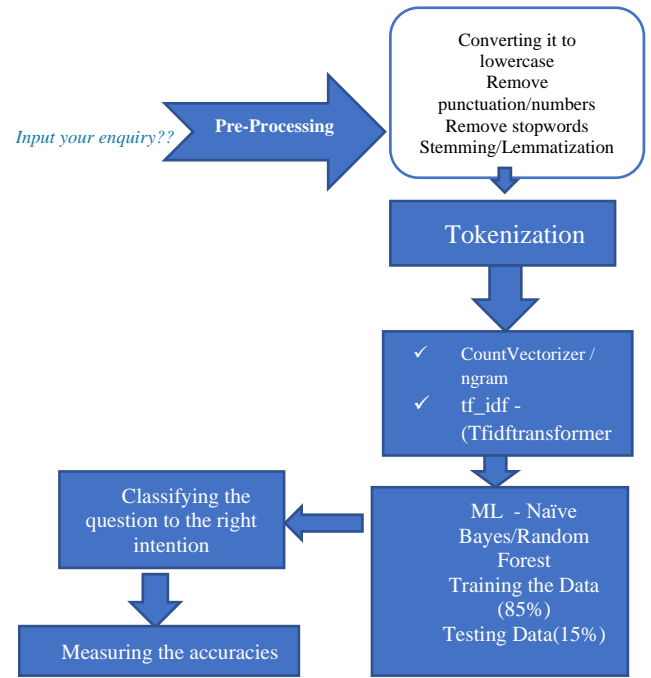 Input your enquiry??
Pre-Processing
Converting it to
lowercase
Remove
punctuation/numbers
Remove stopwords
Stemming/Lemmatization
Tokenization
✓ CountVectorizer /
ngram
✓ tf_idf -
(Tfidftransformer
ML - Naïve
Bayes/Random
Forest
Training the Data
(85%)
Testing Data(15%)
Classifying the
question to the right
intention
Measuring the accuracies